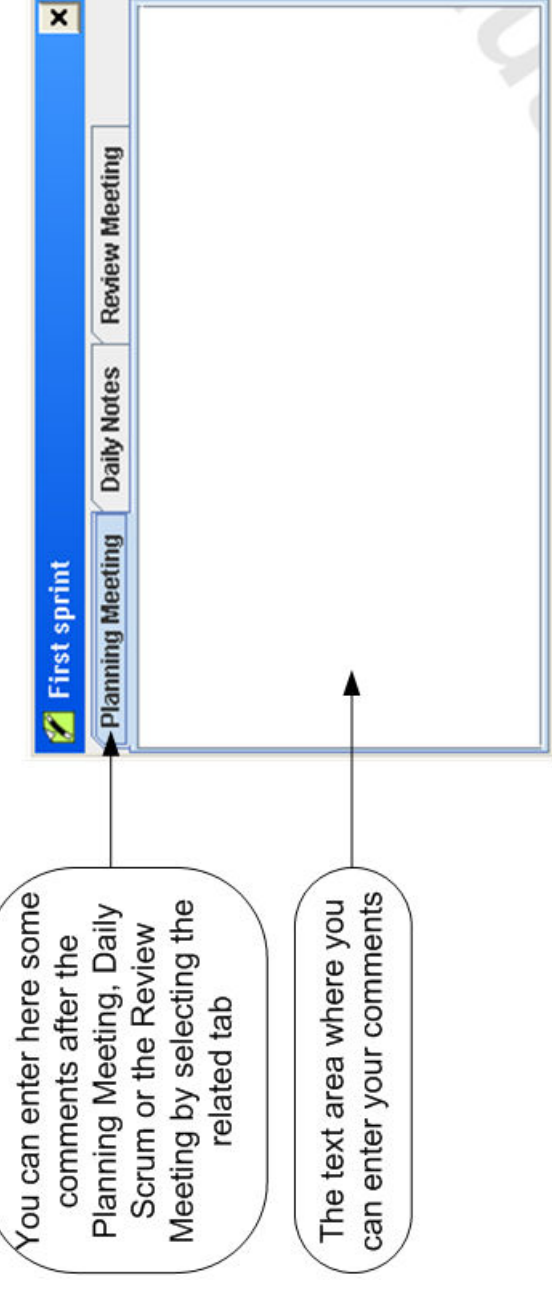 You can enter here some
comments after the
Planning Meeting, Daily
Scrum or the Review
Meeting by selecting the
related tab
The text area where you
can enter your comments
First sprint
Planning Meeting
Daily Notes
Review Meeting